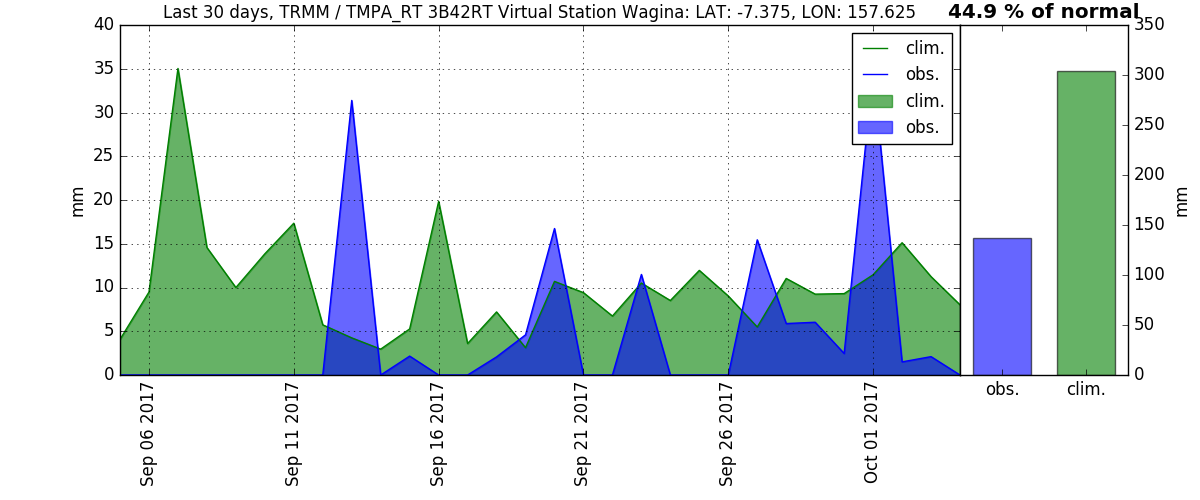 Last 30 days, TRMM / TMPA_RT 3B42RT Virtual Station Wagina: LAT: -7.375, LON: 157.625
44.9 % of normal
40
35
30
25
20
15
10
5
0
mm
clim.
obs.
clim.
obs.
Sep 06 2017
Sep 11 2017
Sep 16 2017
Sep 21 2017
Sep 26 2017
Oct 01 2017
350
300
250
200
150
100
50
0
mm
obs.
clim.